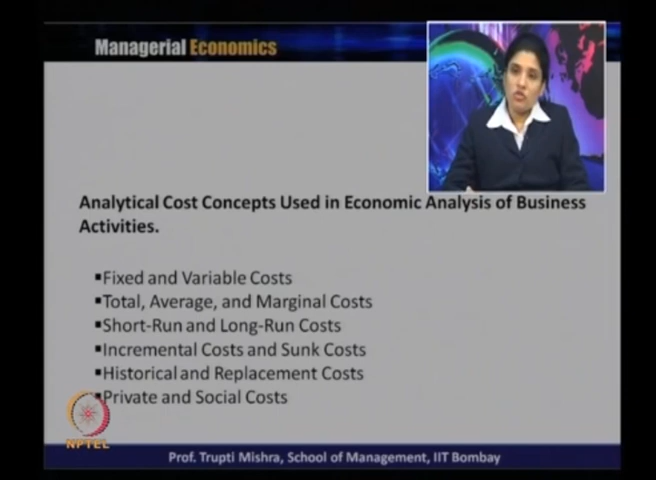 Managerial Economics
Analytical Cost Concepts Used in Economic Analysis of Business
Activities.
▪Fixed and Variable Costs
▪Total, Average, and Marginal Costs
▪Short-Run and Long-Run Costs
▪Incremental Costs and Sunk Costs
▪Historical and Replacement Costs
▪Private and Social Costs
NPTEL
Prof. Trupti Mishra, School of Management, IIT Bombay